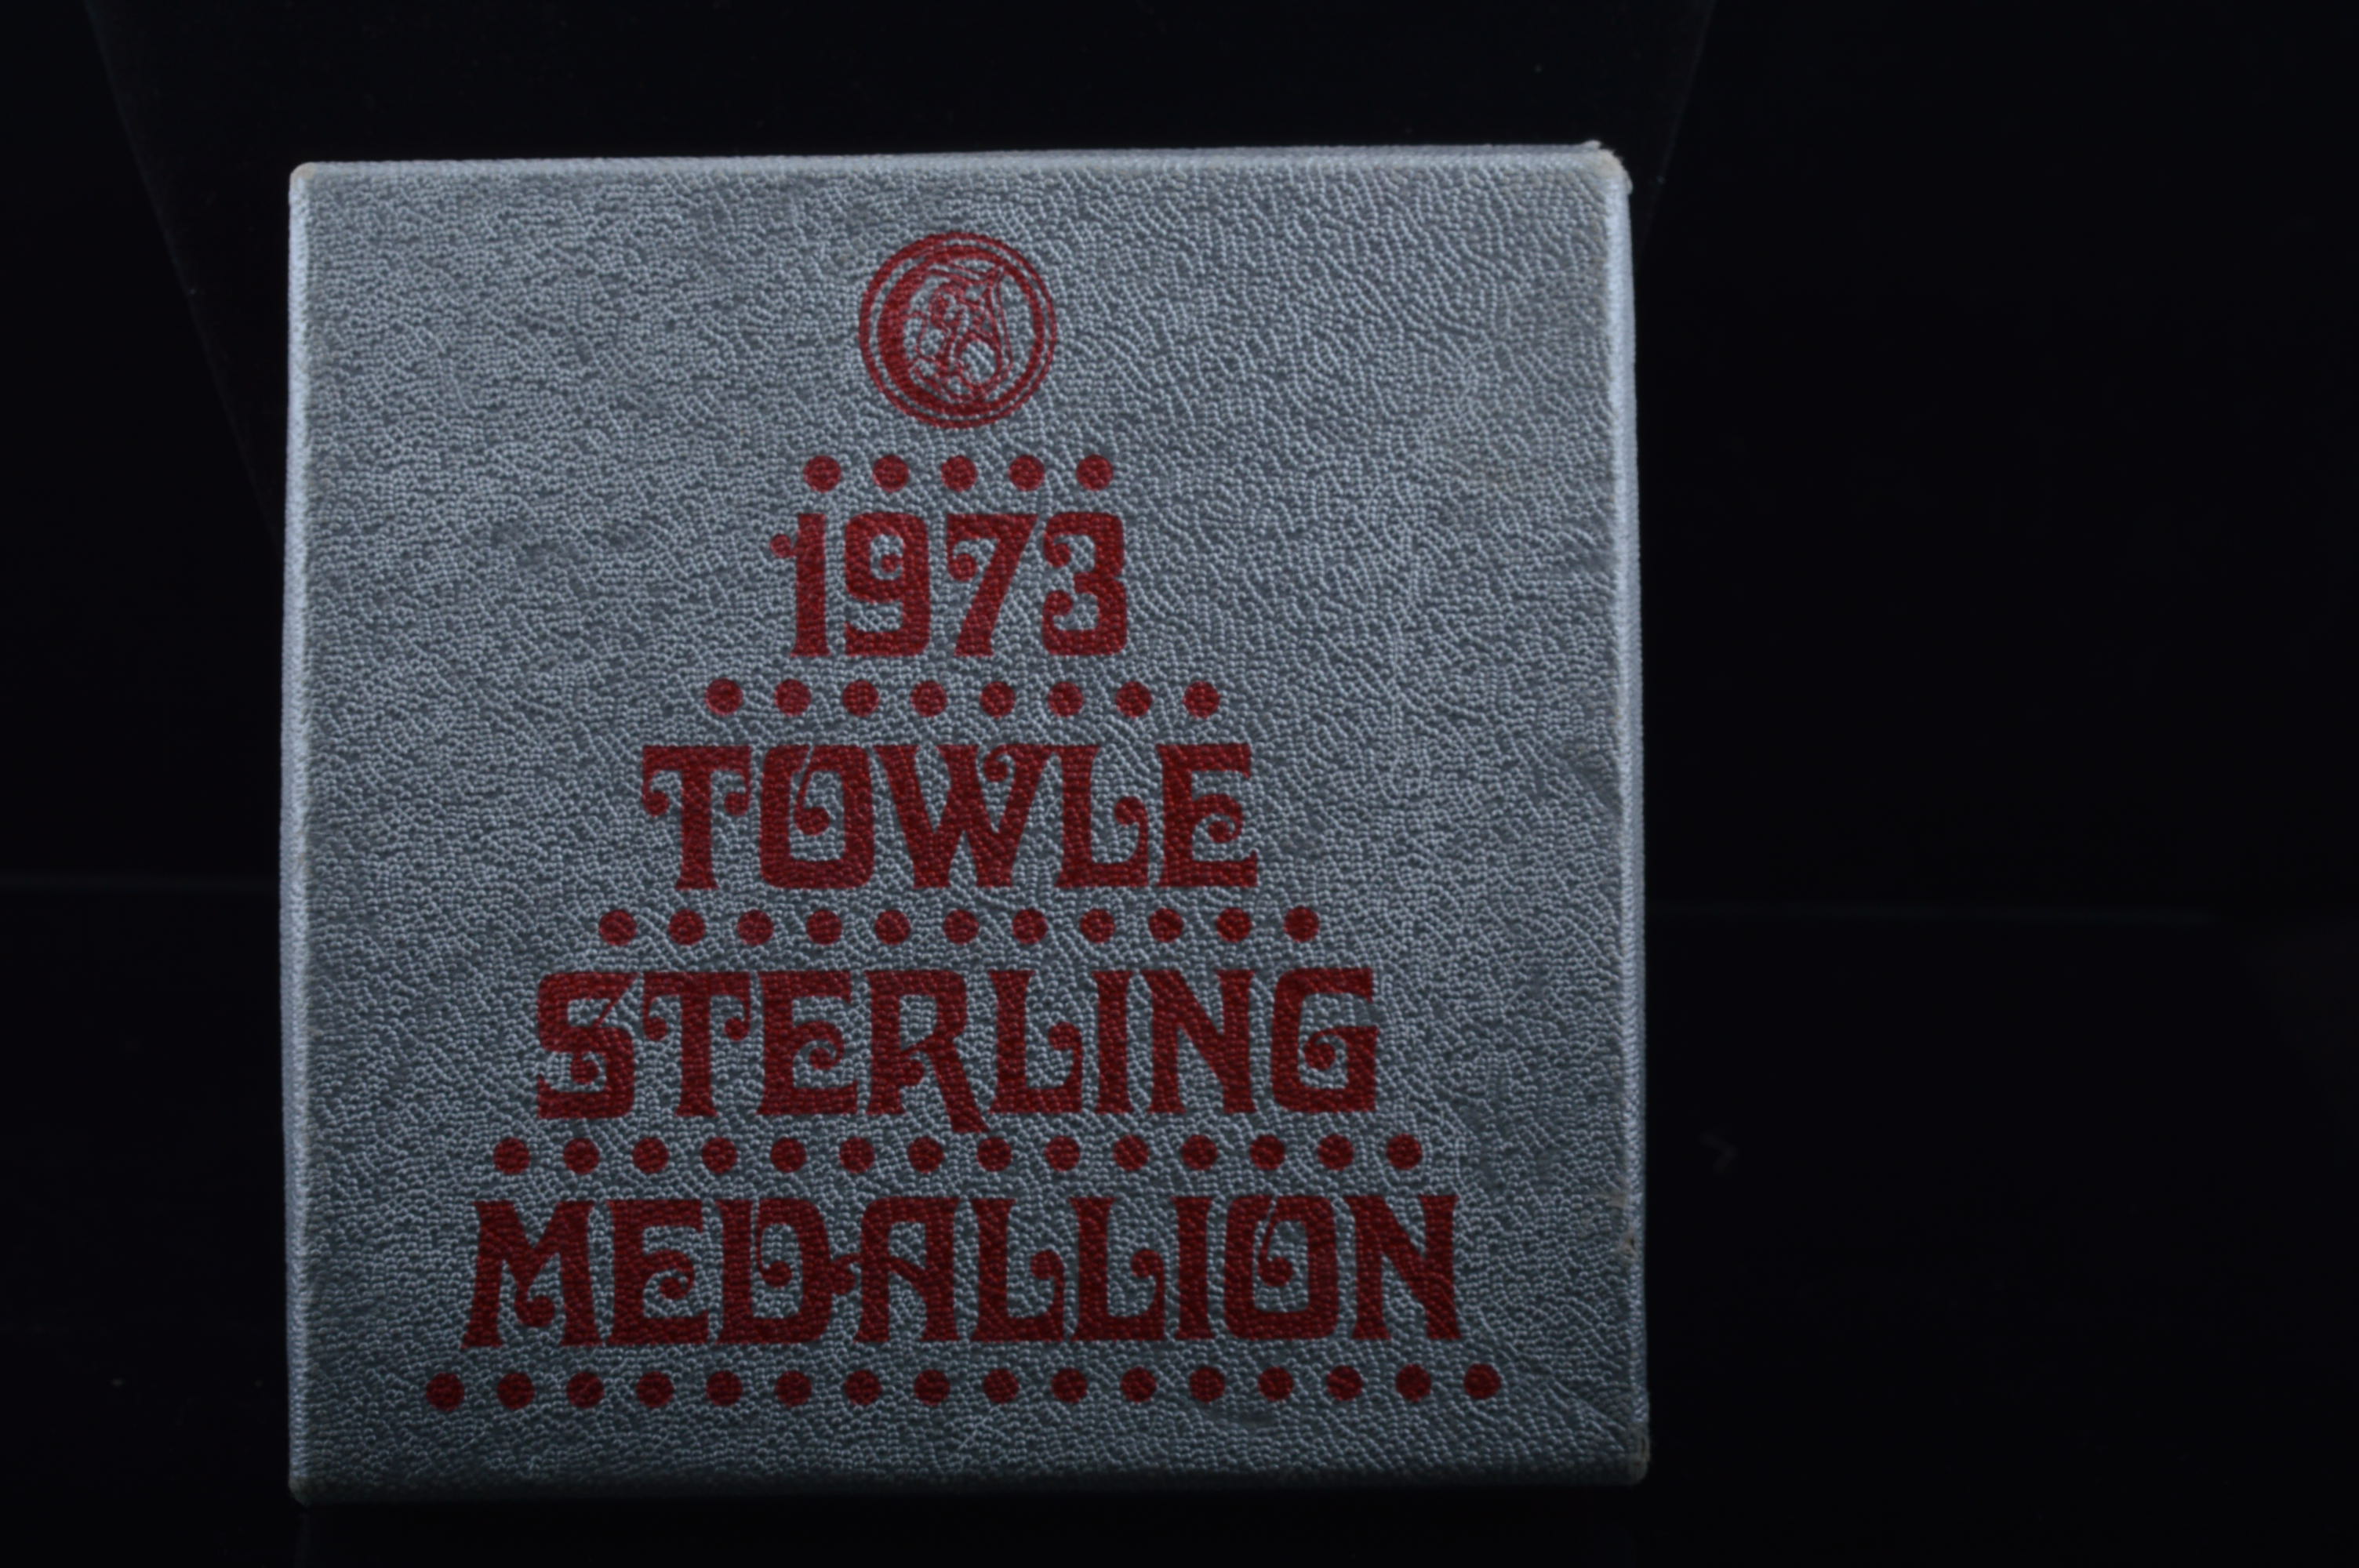 1973
TOWLE
STERLING
MEDALLION